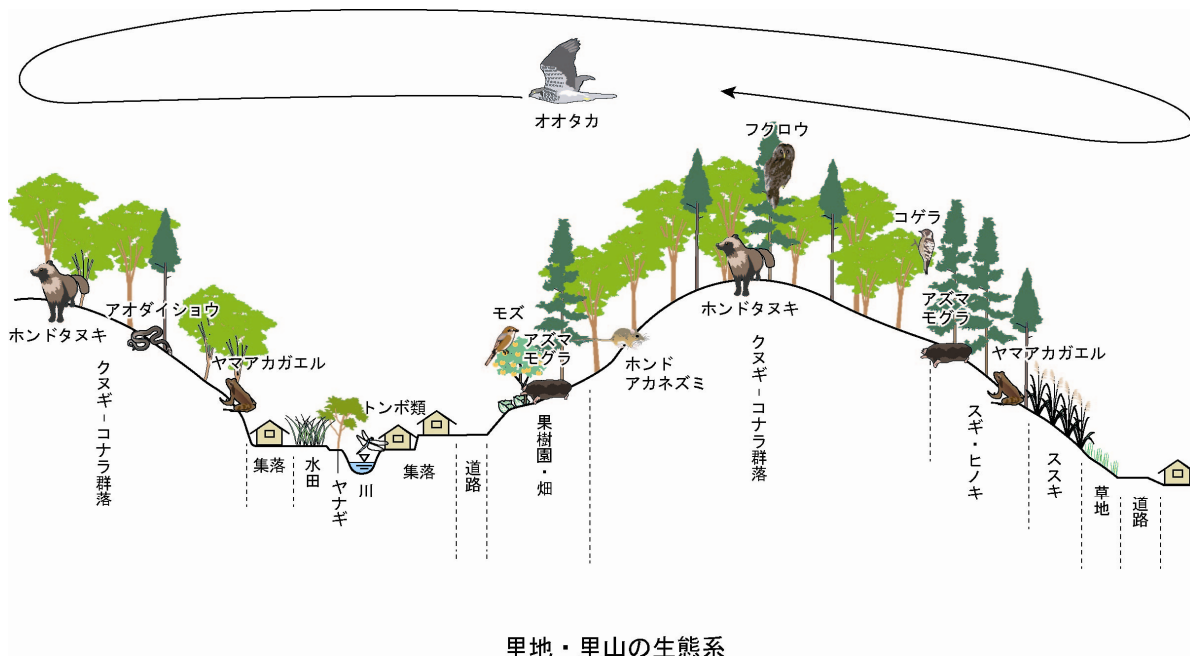 オオタカ
フクロウ
コゲラ
ホンドタヌキ
アオダイショウ
ヤマアカガエル
トンボ類
モズ
アズマ
モグラ
ホンド
アカネズミ
ホンドタヌキ
アズマ
モグラ
ヤマアカガエル
クヌギ－コナラ群落
集落
水田
ヤナギ
川
集落
道路
果樹園・畑
クヌギ－コナラ群落
スギ・ヒノキ
ススキ
草地
道路
里地・里山の生態系